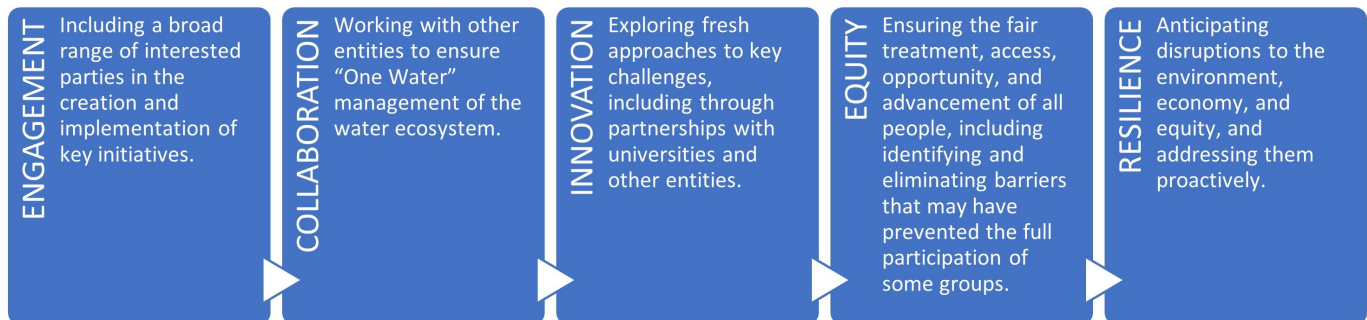 ENGAGEMENT
Including a broad
range of interested
parties in the
creation and
implementation of
key initiatives.
COLLABORATION
Working with other
entities to ensure
“One Water”
management of the
water ecosystem.
INNOVATION
Exploring fresh
approaches to key
challenges,
including through
partnerships with
universities and
other entities.
EQUITY
Ensuring the fair
treatment, access,
opportunity, and
advancement of all
people, including
identifying and
eliminating barriers
that may have
prevented the full
participation of
some groups.
RESILIENCE
Anticipating
disruptions to the
environment,
economy, and
equity, and
addressing them
proactively.